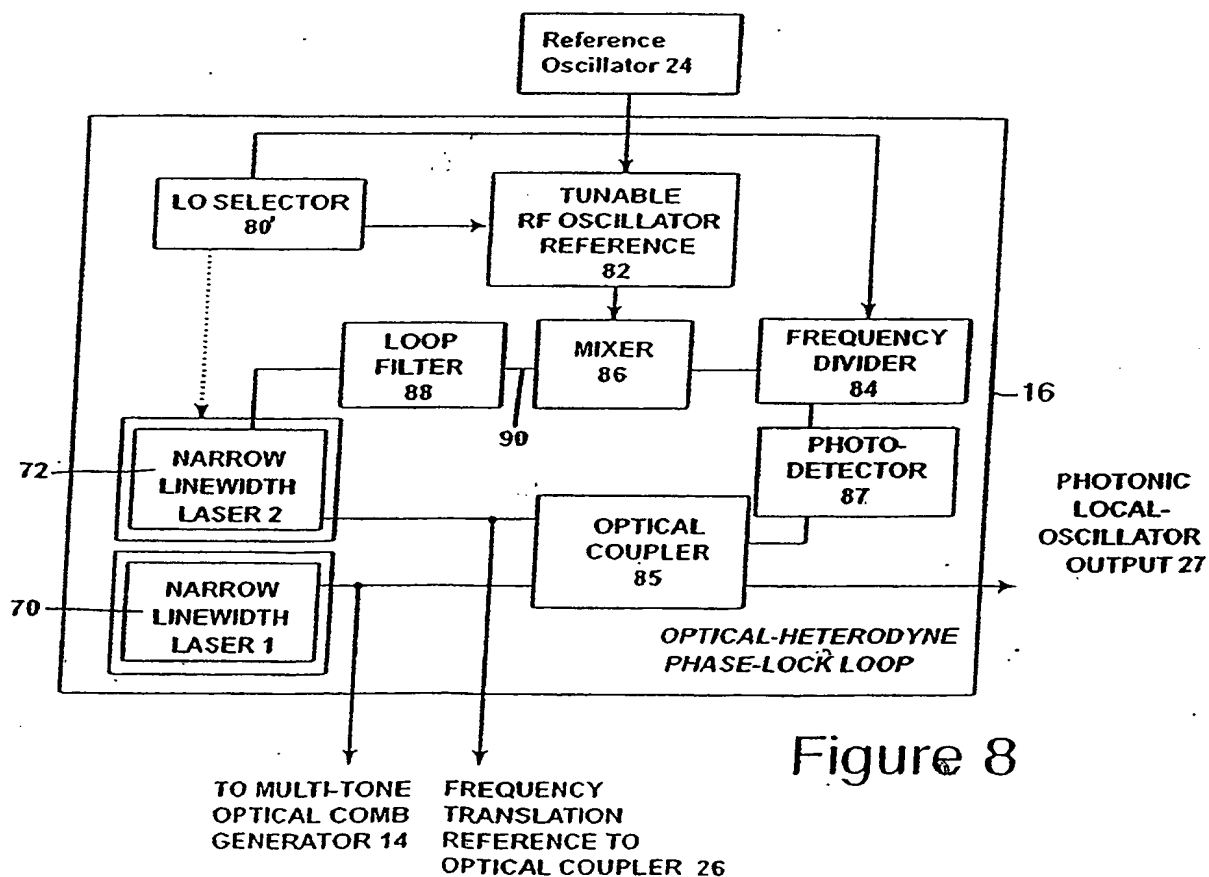 Reference
Oscillator 24
LO SELECTOR
80'
TUNABLE
RF OSCILLATOR
REFERENCE
82
LOOP
FILTER
88
MIXER
86
FREQUENCY
DIVIDER
84
16
90
PHOTO-
DETECTOR
87
72
NARROW
LINEWIDTH
LASER 2
OPTICAL
COUPLER
85
PHOTONIC
LOCAL-
OSCILLATOR
OUTPUT 27
70
NARROW
LINEWIDTH
LASER 1
OPTICAL-HETERODYNE
PHASE-LOCK LOOP
Figure 8
TO MULTI-TONE
OPTICAL COMB
GENERATOR 14
FREQUENCY
TRANSLATION
REFERENCE TO
OPTICAL COUPLER 26